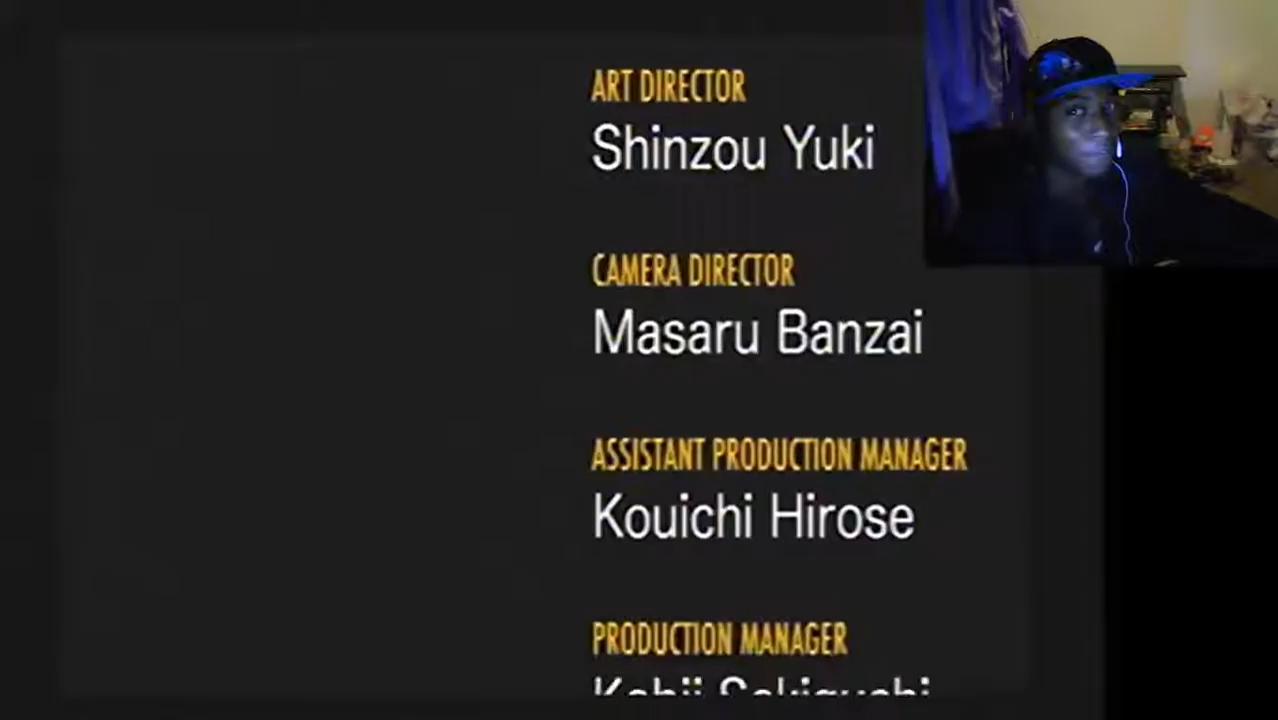 ART DIRECTOR
Shinzou Yuki
CAMERA DIRECTOR
Masaru Banzai
ASSISTANT PRODUCTION MANAGER
Kouichi Hirose
PRODUCTION MANAGER